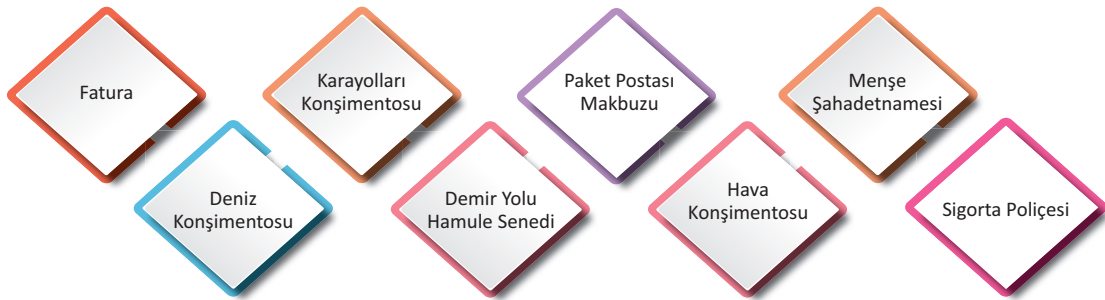 Fatura
Deniz
Konşimentosu
Karayolları
Konşimentosu
Demir Yolu
Hamule Senedi
Paket Postası
Makbuzu
Hava
Konşimentosu
Menşe
Şahadetnamesi
Sigorta Poliçesi